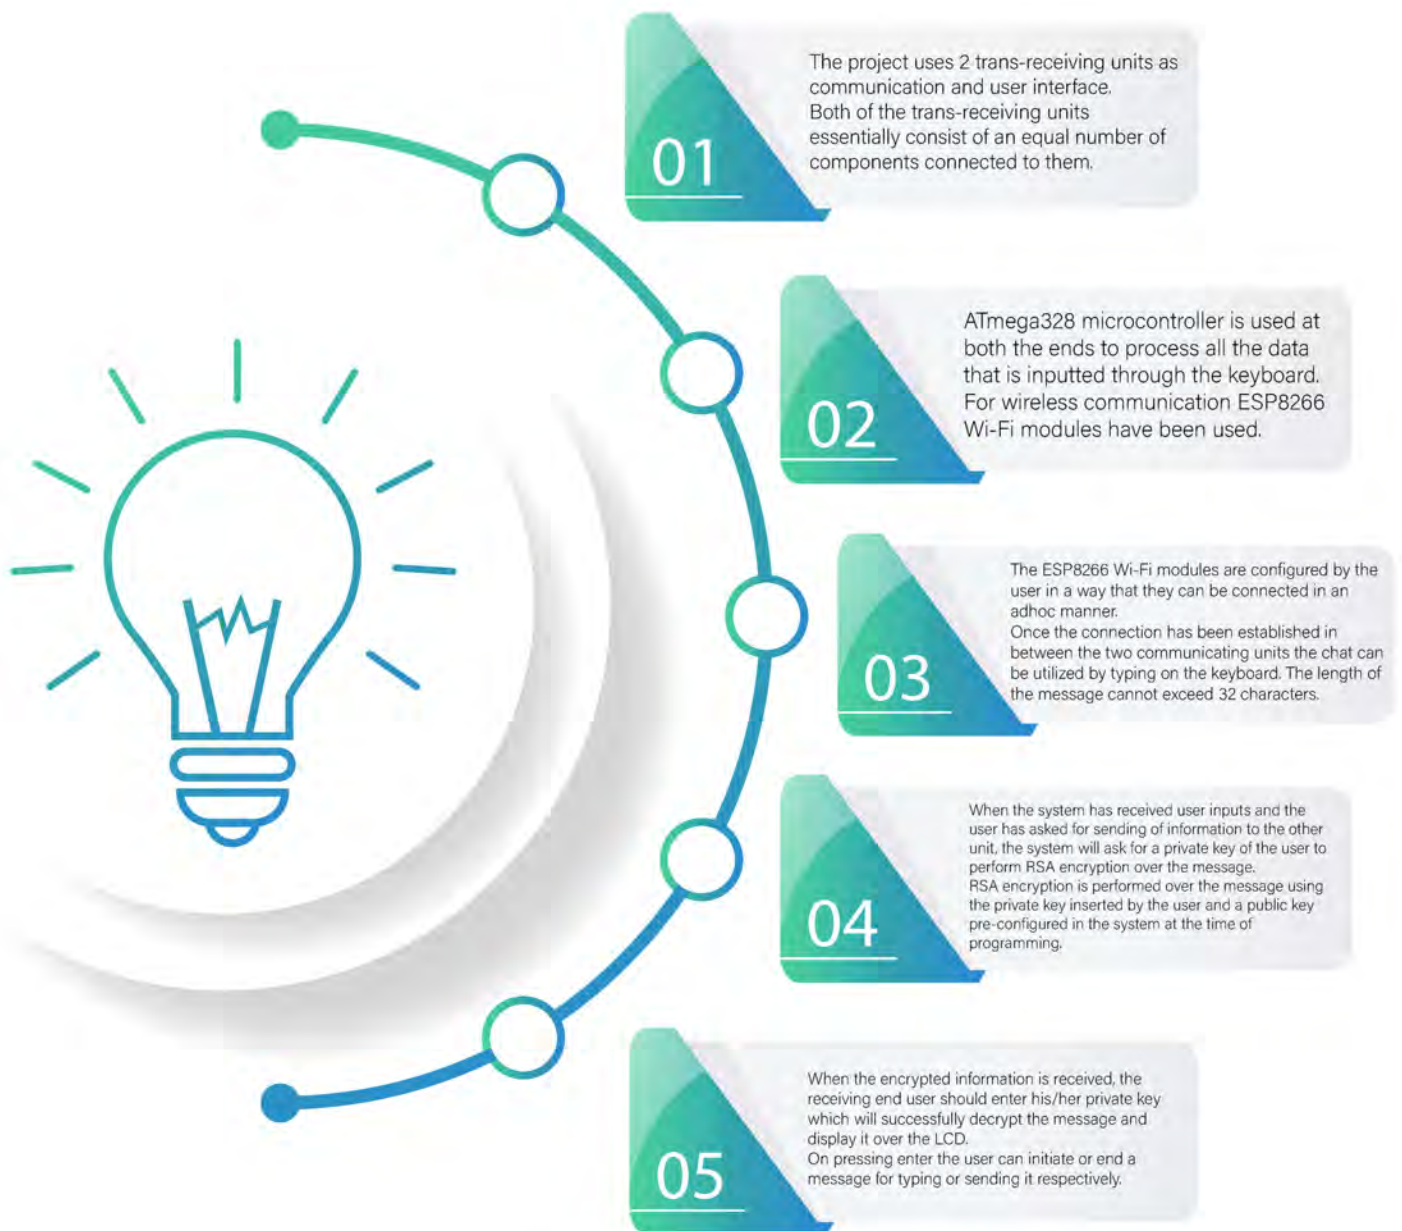 01
The project uses 2 trans-receiving units as
communication and user interface.
Both of the trans-receiving units
essentially consist of an equal number of
components connected to them.
02
ATmega328 microcontroller is used at
both the ends to process all the data
that is inputted through the keyboard.
For wireless communication ESP8266
Wi-Fi modules have been used.
03
The ESP8266 Wi-Fi modules are configured by the
user in a way that they can be connected in an
adhoc manner.
Once the connection has been established in
between the two communicating units the chat can
be utilized by typing on the keyboard. The length of
the message cannot exceed 32 characters.
04
When the system has received user inputs and the
user has asked for sending of information to the other
unit, the system will ask for a private key of the user to
perform RSA encryption over the message.
RSA encryption is performed over the message using
the private key inserted by the user and a public key
pre-configured in the system at the time of
programming.
05
When the encrypted information is received, the
receiving end user should enter his/her private key
which will successfully decrypt the message and
display it over the LCD.
On pressing enter the user can initiate or end a
message for typing or sending it respectively.